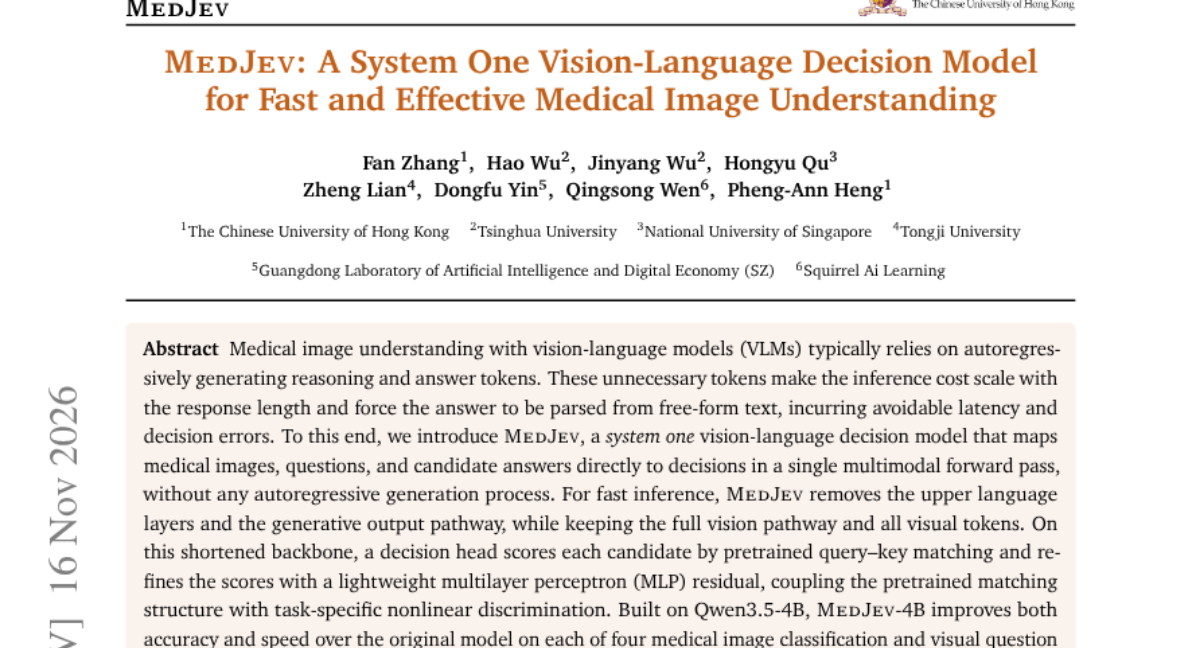 MEDJEV
The Chinese University of Hong Kong
MEDJEV: A System One Vision-Language Decision Model
for Fast and Effective Medical Image Understanding
Fan Zhang1, Hao Wu2, Jinyang Wu2, Hongyu Qu3
Zheng Lian4, Dongfu Yin5, Qingsong Wen6, Pheng-Ann Heng1
1The Chinese University of Hong Kong 2Tsinghua University 3National University of Singapore 4Tongji University
5Guangdong Laboratory of Artificial Intelligence and Digital Economy (SZ) 6Squirrel Ai Learning
Abstract Medical image understanding with vision-language models (VLMs) typically relies on autoregres-
sively generating reasoning and answer tokens. These unnecessary tokens make the inference cost scale with
the response length and force the answer to be parsed from free-form text, incurring avoidable latency and
decision errors. To this end, we introduce MEDJEV, a system one vision-language decision model that maps
medical images, questions, and candidate answers directly to decisions in a single multimodal forward pass,
without any autoregressive generation process. For fast inference, MEDJEV removes the upper language
layers and the generative output pathway, while keeping the full vision pathway and all visual tokens. On
this shortened backbone, a decision head scores each candidate by pretrained query–key matching and re-
fines the scores with a lightweight multilayer perceptron (MLP) residual, coupling the pretrained matching
structure with task-specific nonlinear discrimination. Built on Qwen3.5-4B, MEDJEV-4B improves both
accuracy and speed over the original model on each of four medical image classification and visual question
V] 16 Nov 2026